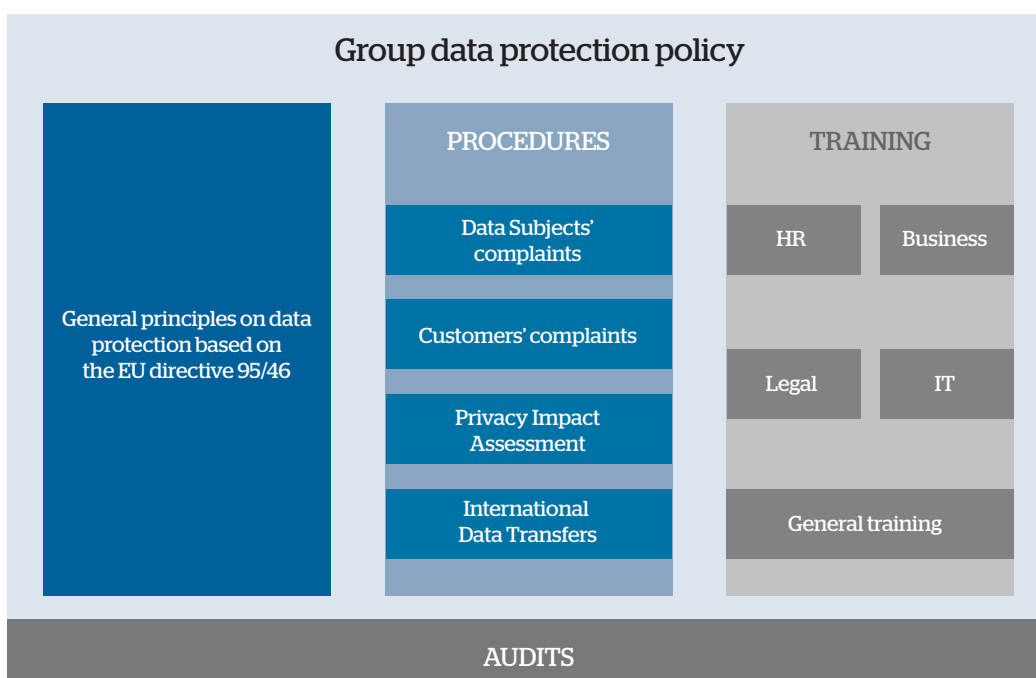 Group data protection policy
General principles on data
protection based on
the EU directive 95/46
PROCEDURES
Data Subjects’
complaints
Customers’ complaints
Privacy Impact
Assessment
International
Data Transfers
TRAINING
HR
Business
Legal
IT
General training
AUDITS